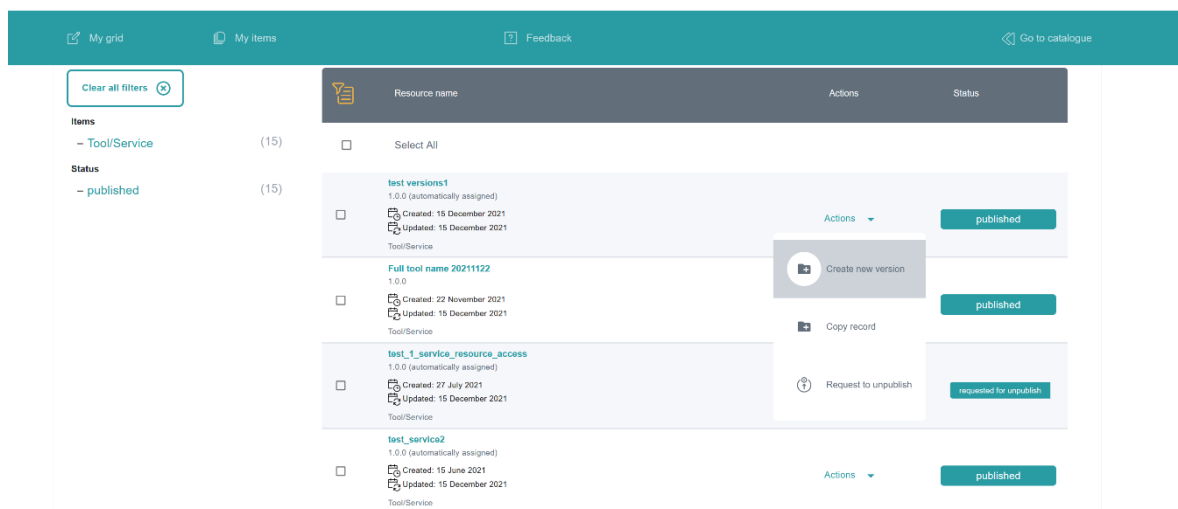 My grid
My items
Feedback
Go to catalogue
Clear all filters
Items
– Tool/Service (15)
Status
– published (15)
Resource name Actions Status
Select All
test versions1
1.0.0 (automatically assigned)
Created: 15 December 2021
Updated: 15 December 2021
Tool/Service
Actions
published
Create new version
Copy record
Request to unpublish
Full tool name 20211122
1.0.0
Created: 22 November 2021
Updated: 15 December 2021
Tool/Service
published
test_1_service_resource_access
1.0.0 (automatically assigned)
Created: 27 July 2021
Updated: 15 December 2021
Tool/Service
requested for unpublish
test_service2
1.0.0 (automatically assigned)
Created: 15 June 2021
Updated: 15 December 2021
Tool/Service
Actions
published